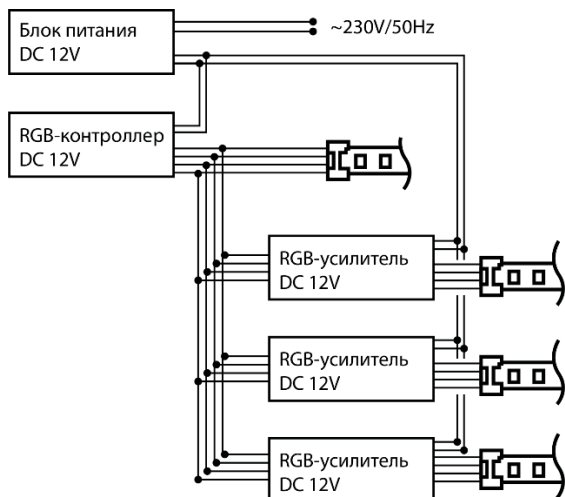 Блок питания
DC 12V
~230V/50Hz
RGB-контроллер
DC 12V
RGB-усилитель
DC 12V
RGB-усилитель
DC 12V
RGB-усилитель
DC 12V